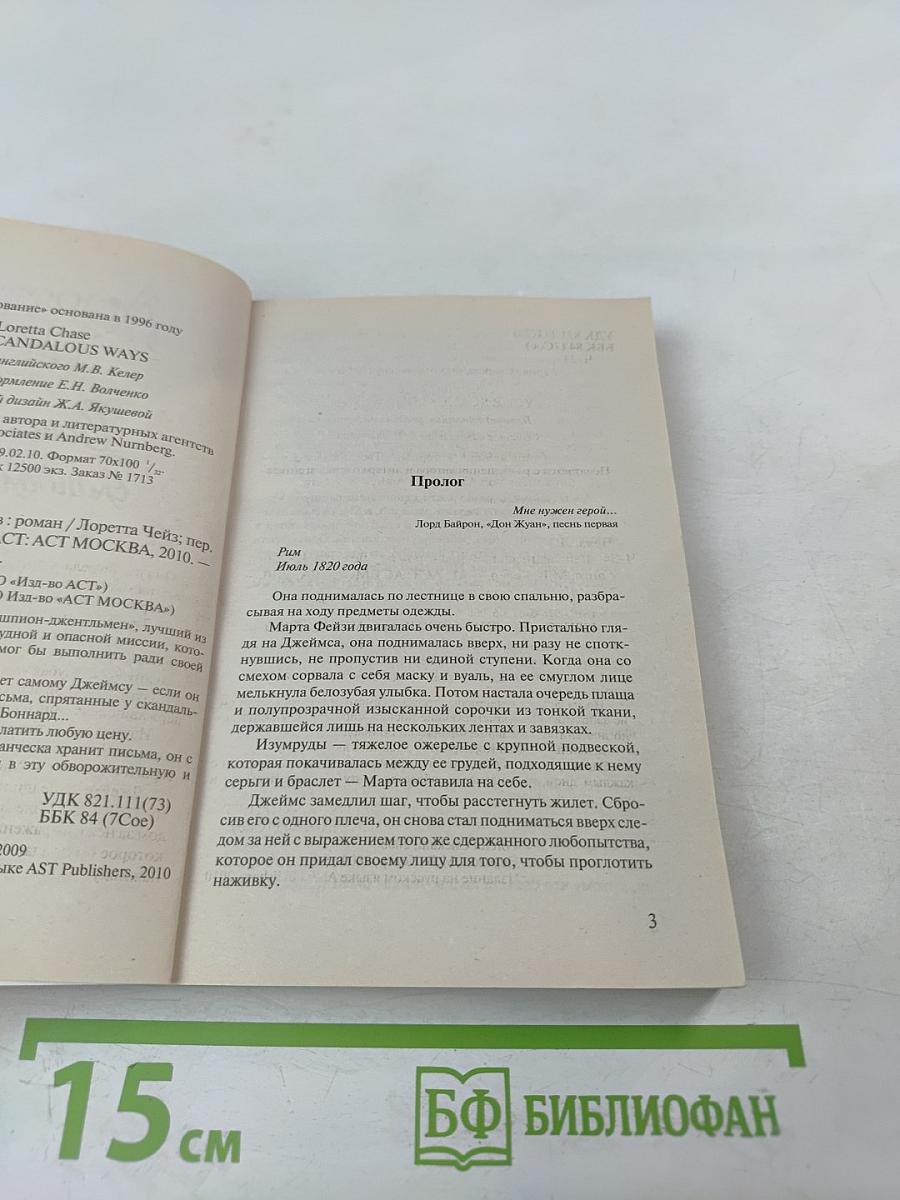 ование» основана в 1996 году
Loretta Chase
CANDALOUS WAYS
английского М.В. Келер
ормление Е.Н. Волченко
й дизайн Ж.А. Якушевой
автора и литературных агентств
ociates и Andrew Nurnberg.
9.02.10. Формат 70х100 1/32.
ж 12500 экз. Заказ № 1713
з : роман / Лоретта Чейз; пер.
АСТ: АСТ МОСКВА, 2010. —
О «Изд-во АСТ»)
О Изд-во «АСТ МОСКВА»)
шпион-джентльмен», лучший из
удной и опасной миссии, кото-
мог бы выполнить ради своей
ет самому Джеймсу — если он
сьма, спрятанные у скандаль-
Боннард...
латить любую цену.
анческа хранит письма, он с
в эту обворожительную и
УДК 821.111(73)
ББК 84 (7Сое)
2009
ыке AST Publishers, 2010
Пролог
Мне нужен герой...
Лорд Байрон, «Дон Жуан», песнь первая
Рим
Июль 1820 года
Она поднималась по лестнице в свою спальню, разбра-
сывая на ходу предметы одежды.
Марта Фейзи двигалась очень быстро. Пристально гля-
дя на Джеймса, она поднималась вверх, ни разу не спотк-
нувшись, не пропустив ни единой ступени. Когда она со
смехом сорвала с себя маску и вуаль, на ее смуглом лице
мелькнула белозубая улыбка. Потом настала очередь плаща
и полупрозрачной изысканной сорочки из тонкой ткани,
державшейся лишь на нескольких лентах и завязках.
Изумруды — тяжелое ожерелье с крупной подвеской,
которая покачивалась между ее грудей, подходящие к нему
серьги и браслет — Марта оставила на себе.
Джеймс замедлил шаг, чтобы расстегнуть жилет. Сбро-
сив его с одного плеча, он снова стал подниматься вверх сле-
дом за ней с выражением того же сдержанного любопытства,
которое он придал своему лицу для того, чтобы проглотить
наживку.
3
15 см
БФ БИБЛИОФАН